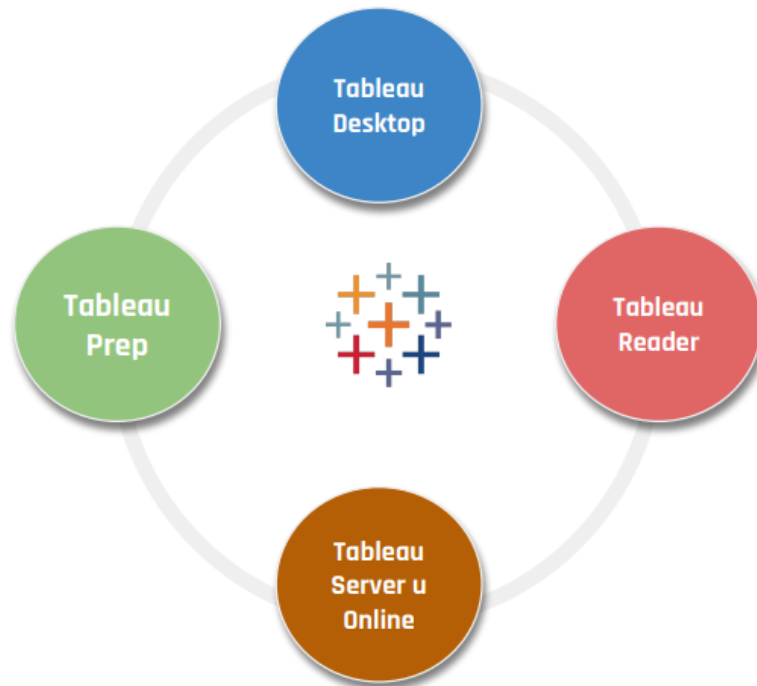 Tableau
Desktop
Tableau
Prep
Tableau
Reader
Tableau
Server u
Online